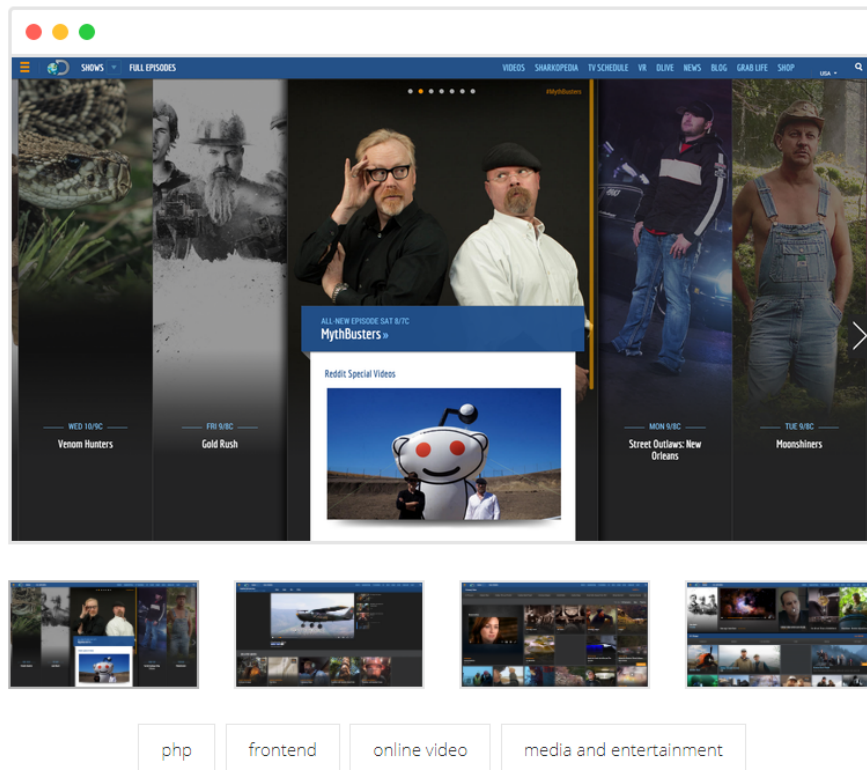 SHOWS FULL EPISODES VIDEOS SHARKOPEDIA TV SCHEDULE VR DLIVE NEWS BLOG GRAB LIFE SHOP USA
#MythBusters
ALL-NEW EPISODE SAT 8/7C
MythBusters »
Reddit Special Videos
WED 10/9C
Venom Hunters
FRI 9/8C
Gold Rush
MON 9/8C
Street Outlaws: New
Orleans
TUE 9/8C
Moonshiners
php frontend online video media and entertainment